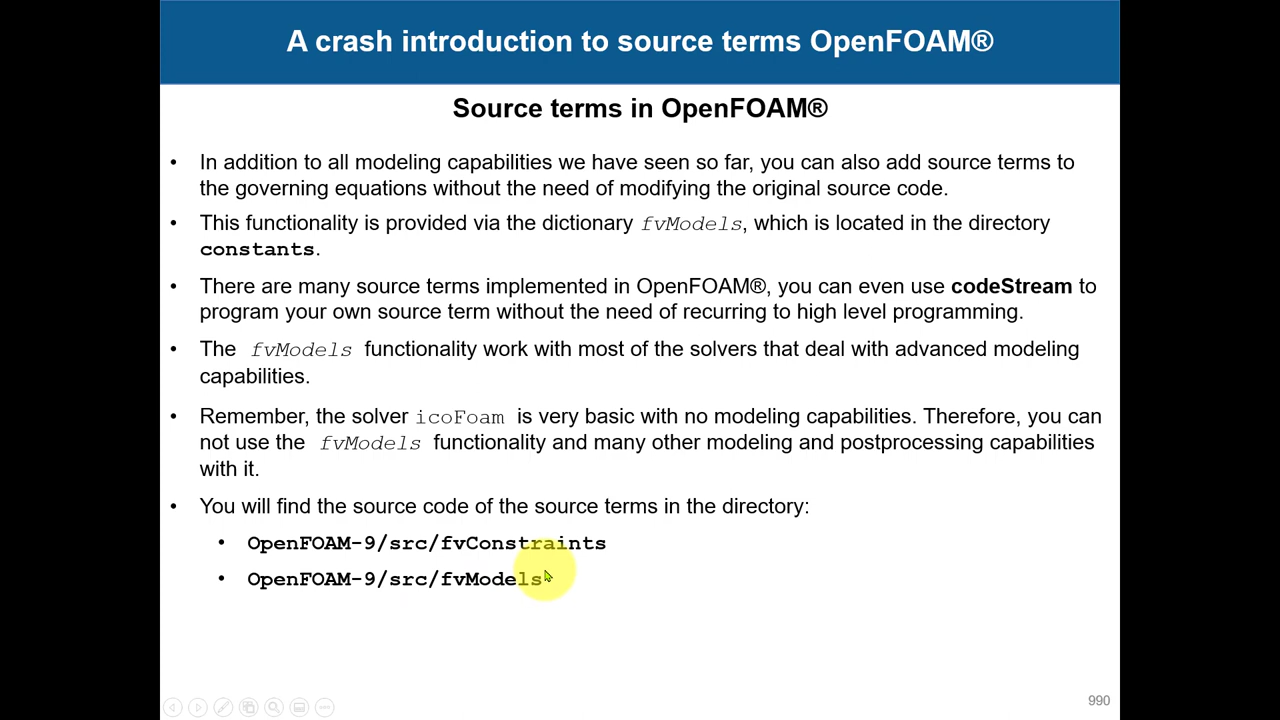 A crash introduction to source terms OpenFOAM®
Source terms in OpenFOAM®
• In addition to all modeling capabilities we have seen so far, you can also add source terms to
the governing equations without the need of modifying the original source code.
• This functionality is provided via the dictionary fvModels, which is located in the directory
constants.
• There are many source terms implemented in OpenFOAM®, you can even use codeStream to
program your own source term without the need of recurring to high level programming.
• The fvModels functionality work with most of the solvers that deal with advanced modeling
capabilities.
• Remember, the solver icoFoam is very basic with no modeling capabilities. Therefore, you can
not use the fvModels functionality and many other modeling and postprocessing capabilities
with it.
• You will find the source code of the source terms in the directory:
• OpenFOAM-9/src/fvConstraints
• OpenFOAM-9/src/fvModels
990